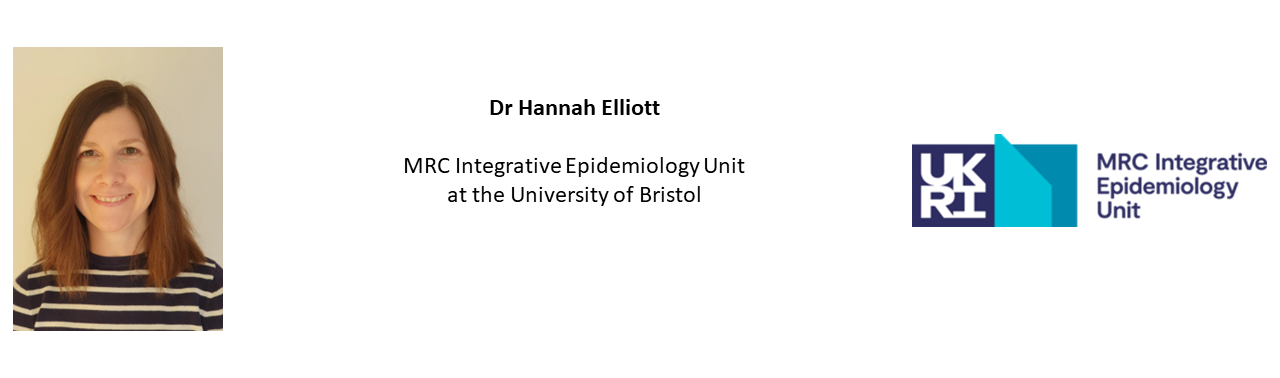 Dr Hannah Elliott
MRC Integrative Epidemiology Unit
at the University of Bristol
UK
RI
MRC Integrative
Epidemiology
Unit